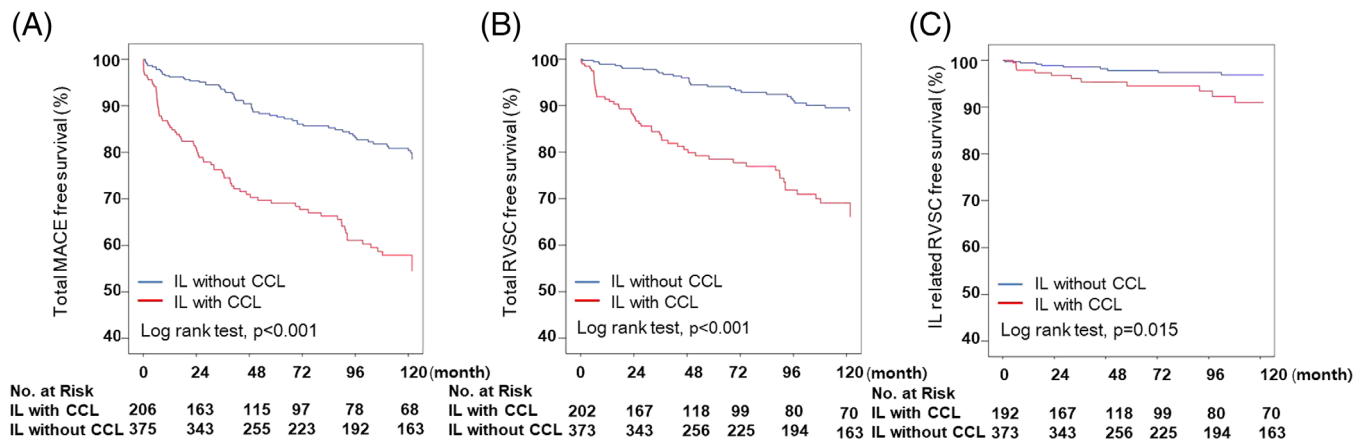 (A)
Total MACE free survival (%)
100
90
80
70
60
50
40
IL without CCL
IL with CCL
Log rank test, p<0.001
0 24 48 72 96 120 (month)
No. at Risk
IL with CCL 206 163 115 97 78 68
IL without CCL 375 343 255 223 192 163
(B)
Total RVSC free survival (%)
100
90
80
70
60
50
40
IL without CCL
IL with CCL
Log rank test, p<0.001
0 24 48 72 96 120 (month)
No. at Risk
IL with CCL 202 167 118 99 80 70
IL without CCL 373 343 256 225 194 163
(C)
IL related RVSC free survival (%)
100
90
80
70
60
50
40
IL without CCL
IL with CCL
Log rank test, p=0.015
0 24 48 72 96 120 (month)
No. at Risk
IL with CCL 192 167 118 99 80 70
IL without CCL 373 343 256 225 194 163